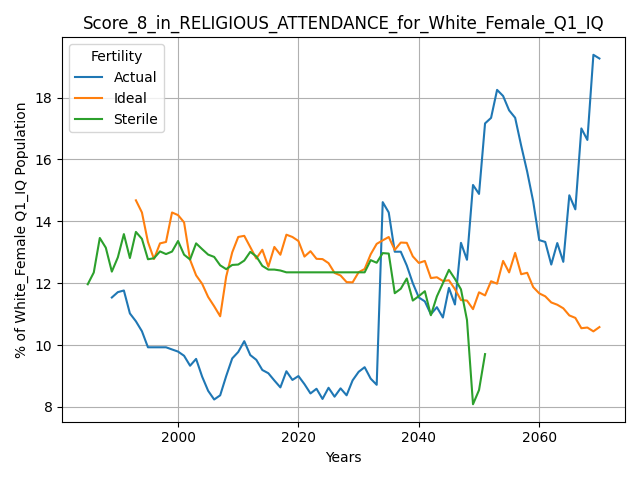 Score_8_in_RELIGIOUS_ATTENDANCE_for_White_Female_Q1_IQ
Fertility
Actual
Ideal
Sterile
% of White_Female Q1_IQ Population
18
16
14
12
10
8
2000 2020 2040 2060
Years